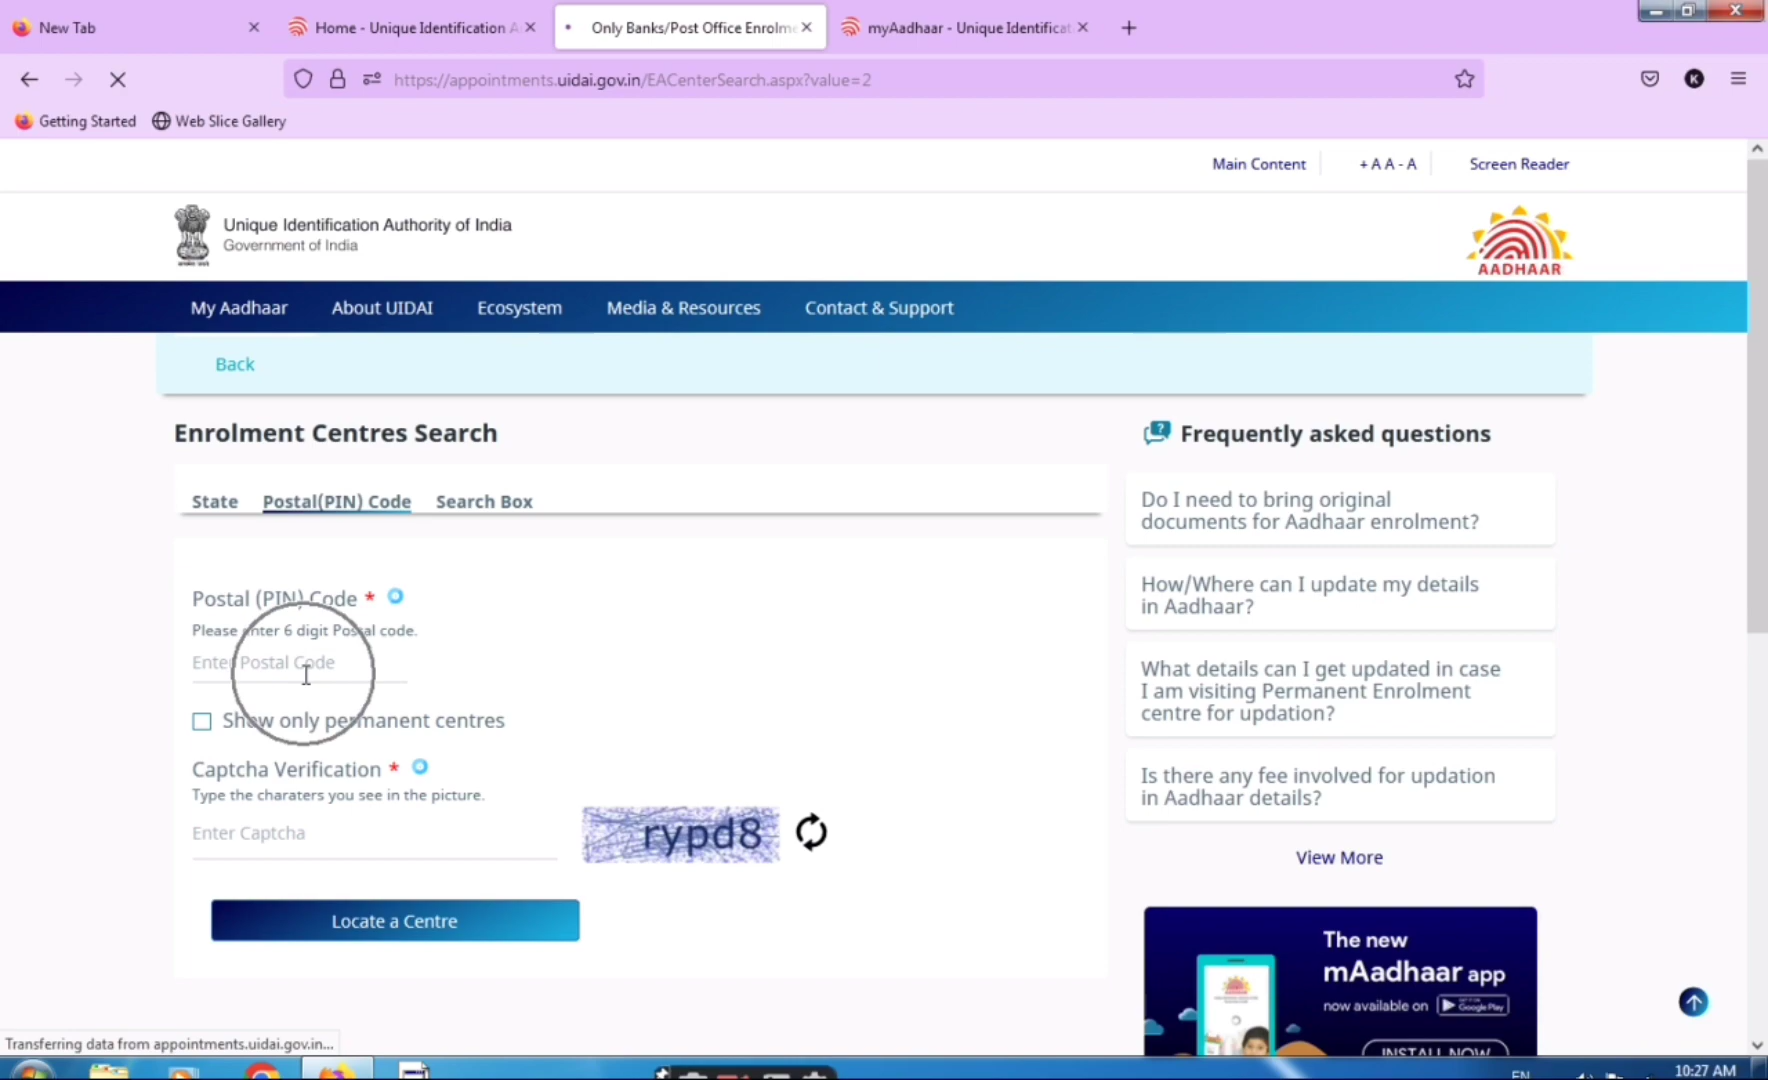 New Tab
Home - Unique Identification A
Only Banks/Post Office Enrolme
myAadhaar - Unique Identificat
https://appointments.uidai.gov.in/EACenterSearch.aspx?value=2
K
Getting Started
Web Slice Gallery
Main Content
+ A A - A
Screen Reader
Unique Identification Authority of India
Government of India
AADHAAR
My Aadhaar
About UIDAI
Ecosystem
Media & Resources
Contact & Support
Back
Enrolment Centres Search
State
Postal(PIN) Code
Search Box
Postal (PIN) Code *
Please enter 6 digit Postal code.
Enter Postal Code
Show only permanent centres
Captcha Verification *
Type the charaters you see in the picture.
Enter Captcha
rypd8
Locate a Centre
Frequently asked questions
Do I need to bring original
documents for Aadhaar enrolment?
How/Where can I update my details
in Aadhaar?
What details can I get updated in case
I am visiting Permanent Enrolment
centre for updation?
Is there any fee involved for updation
in Aadhaar details?
View More
The new
mAadhaar app
now available on
Google Play
INSTALL NOW
Transferring data from appointments.uidai.gov.in...
EN
10:27 AM